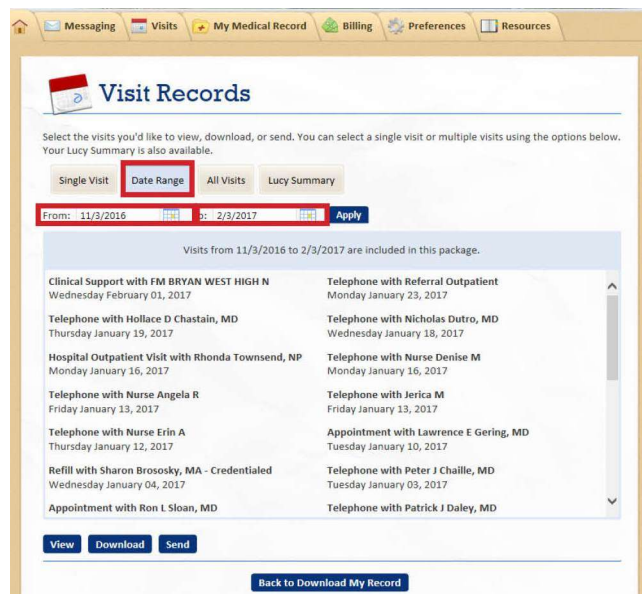 Messaging Visits My Medical Record Billing Preferences Resources
Visit Records
Select the visits you'd like to view, download, or send. You can select a single visit or multiple visits using the options below.
Your Lucy Summary is also available.
Single Visit Date Range All Visits Lucy Summary
From: 11/3/2016 o: 2/3/2017 Apply
Visits from 11/3/2016 to 2/3/2017 are included in this package.
Clinical Support with FM BRYAN WEST HIGH N
Wednesday February 01, 2017
Telephone with Referral Outpatient
Monday January 23, 2017
Telephone with Hollace D Chastain, MD
Thursday January 19, 2017
Telephone with Nicholas Dutro, MD
Wednesday January 18, 2017
Hospital Outpatient Visit with Rhonda Townsend, NP
Monday January 16, 2017
Telephone with Nurse Denise M
Monday January 16, 2017
Telephone with Nurse Angela R
Friday January 13, 2017
Telephone with Jerica M
Friday January 13, 2017
Telephone with Nurse Erin A
Thursday January 12, 2017
Appointment with Lawrence E Gering, MD
Tuesday January 10, 2017
Refill with Sharon Brososky, MA - Credentialed
Wednesday January 04, 2017
Telephone with Peter J Chaille, MD
Tuesday January 03, 2017
Appointment with Ron L Sloan, MD
Telephone with Patrick J Daley, MD
View Download Send
Back to Download My Record